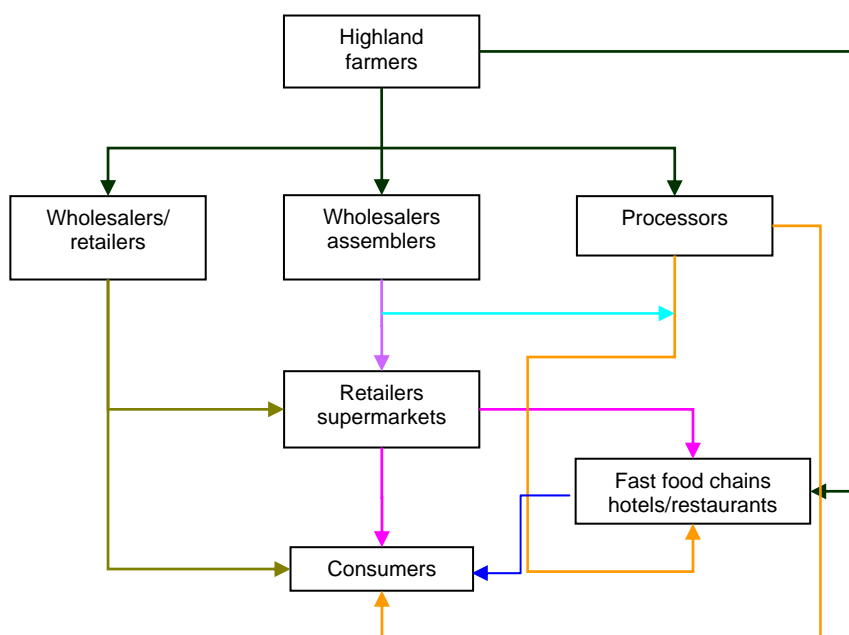 Highland
farmers
Wholesalers/
retailers
Wholesalers
assemblers
Processors
Retailers
supermarkets
Fast food chains
hotels/restaurants
Consumers